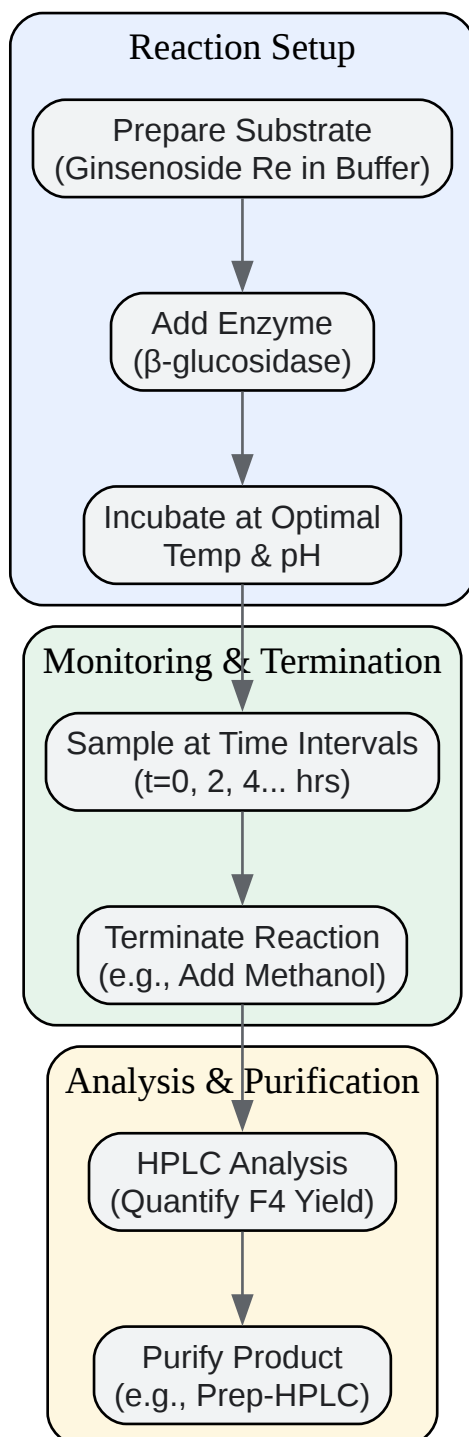 Reaction Setup
Prepare Substrate
(Ginsenoside Re in Buffer)
Add Enzyme
(β-glucosidase)
Incubate at Optimal
Temp & pH
Monitoring & Termination
Sample at Time Intervals
(t=0, 2, 4... hrs)
Terminate Reaction
(e.g., Add Methanol)
Analysis & Purification
HPLC Analysis
(Quantify F4 Yield)
Purify Product
(e.g., Prep-HPLC)